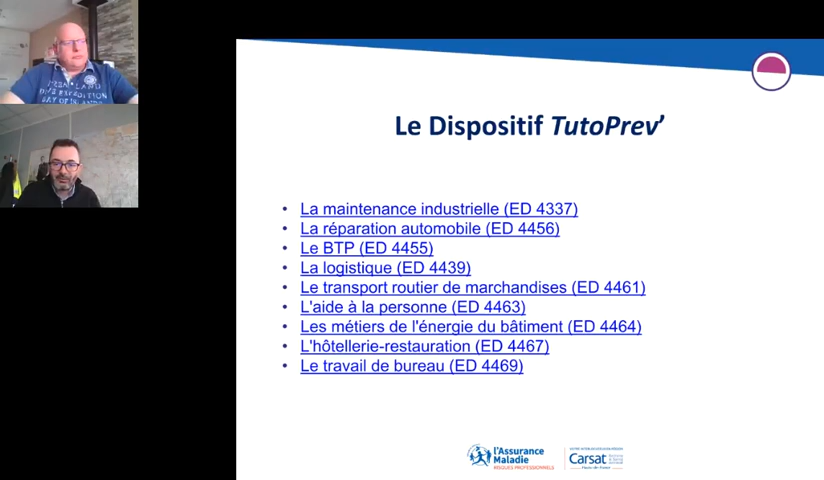 Le Dispositif TutoPrev'
• La maintenance industrielle (ED 4337)
• La réparation automobile (ED 4456)
• Le BTP (ED 4455)
• La logistique (ED 4439)
• Le transport routier de marchandises (ED 4461)
• L'aide à la personne (ED 4463)
• Les métiers de l'énergie du bâtiment (ED 4464)
• L'hôtellerie-restauration (ED 4467)
• Le travail de bureau (ED 4469)
l'Assurance
Maladie
RISQUES PROFESSIONNELS
Carsat